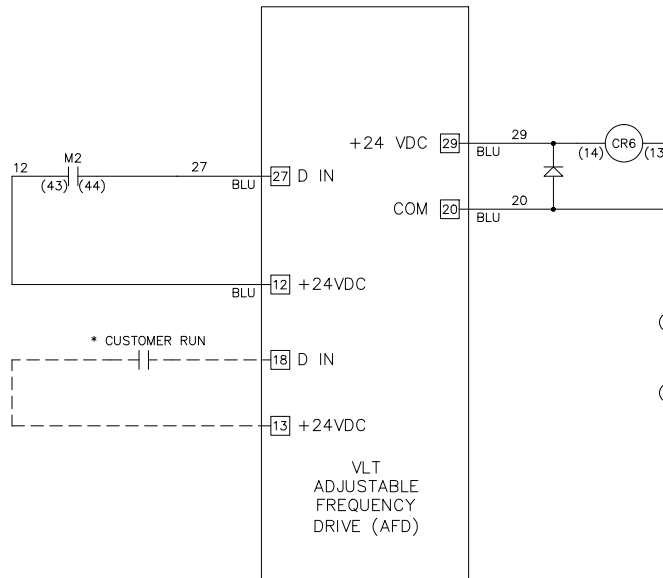 +24 VDC 29 29
BLU
(14) CR6 (13
M2
12 27
(43) (44)
BLU
27 D IN
COM 20 20
BLU
BLU
12 +24VDC
* CUSTOMER RUN
18 D IN
13 +24VDC
VLT
ADJUSTABLE
FREQUENCY
DRIVE (AFD)
(
(